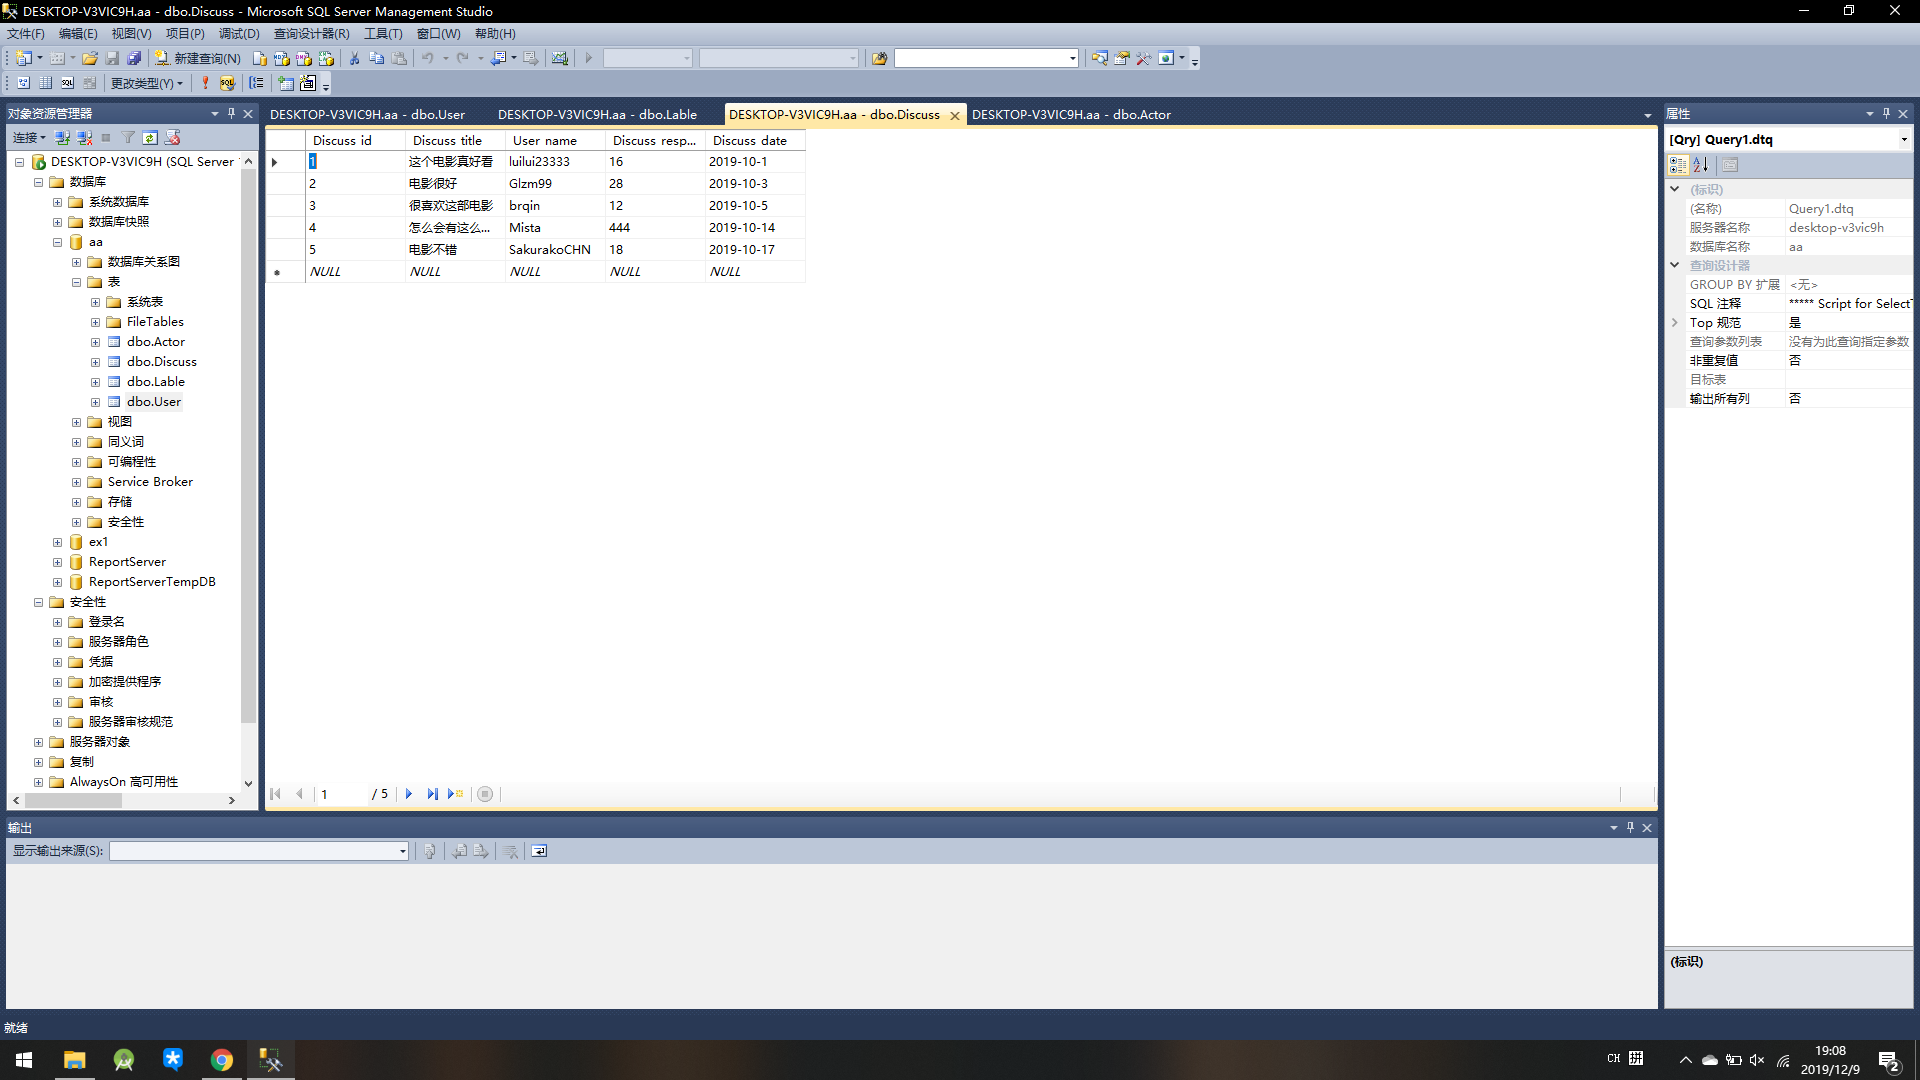 DESKTOP-V3VIC9H.aa - dbo.Discuss - Microsoft SQL Server Management Studio
文件(F) 编辑(E) 视图(V) 项目(P) 调试(D) 查询设计器(R) 工具(T) 窗口(W) 帮助(H)
新建查询(N)
更改类型(Y)
对象资源管理器
连接
DESKTOP-V3VIC9H (SQL Server
数据库
系统数据库
数据库快照
aa
数据库关系图
表
系统表
FileTables
dbo.Actor
dbo.Discuss
dbo.Lable
dbo.User
视图
同义词
可编程性
Service Broker
存储
安全性
ex1
ReportServer
ReportServerTempDB
安全性
登录名
服务器角色
凭据
加密提供程序
审核
服务器审核规范
服务器对象
复制
AlwaysOn 高可用性
DESKTOP-V3VIC9H.aa - dbo.User DESKTOP-V3VIC9H.aa - dbo.Lable DESKTOP-V3VIC9H.aa - dbo.Discuss DESKTOP-V3VIC9H.aa - dbo.Actor
Discuss id Discuss title User name Discuss resp... Discuss date
1 这个电影真好看 luilui23333 16 2019-10-1
2 电影很好 Glzm99 28 2019-10-3
3 很喜欢这部电影 brqin 12 2019-10-5
4 怎么会有这么... Mista 444 2019-10-14
5 电影不错 SakurakoCHN 18 2019-10-17
NULL NULL NULL NULL NULL
1 / 5
属性
[Qry] Query1.dtq
(标识)
(名称) Query1.dtq
服务器名称 desktop-v3vic9h
数据库名称 aa
查询设计器
GROUP BY 扩展 <无>
SQL 注释 ***** Script for SelectT
Top 规范 是
查询参数列表 没有为此查询指定参数
非重复值 否
目标表
输出所有列 否
(标识)
输出
显示输出来源(S):
就绪
CH 拼
19:08
2019/12/9
2